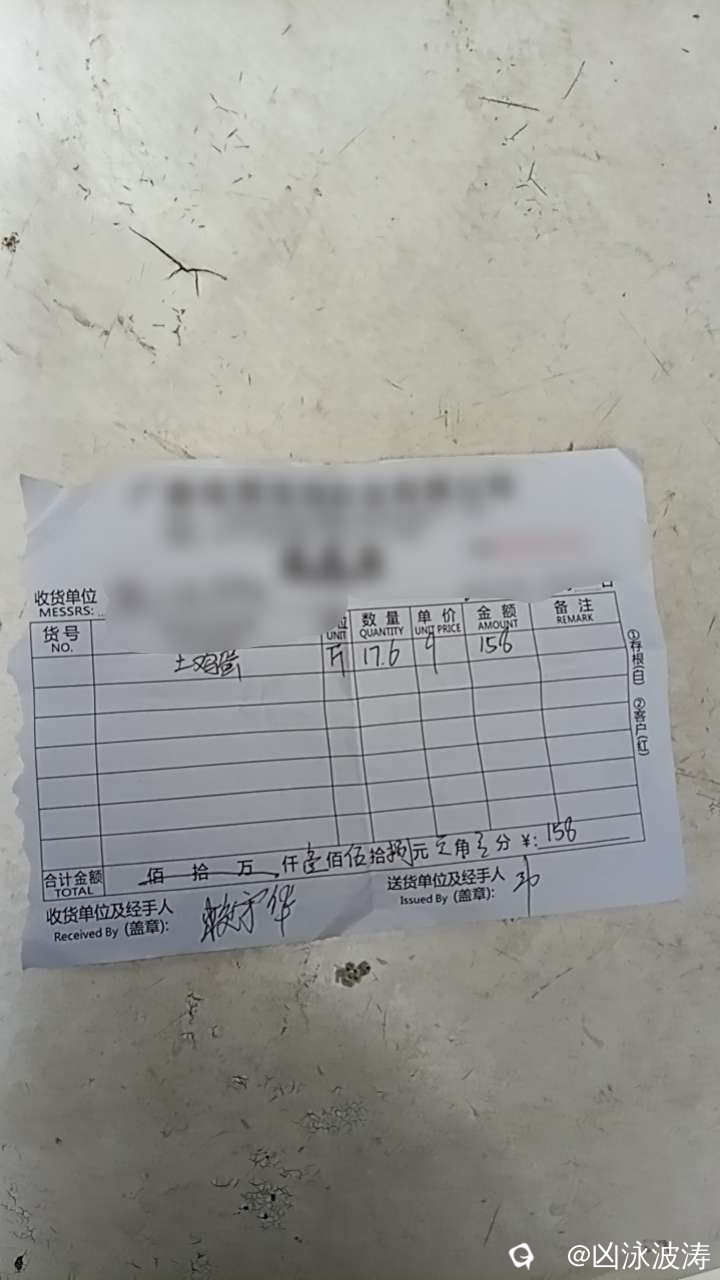 收货单位
MESSRS:
货号 数量 单价 金额 备注
NO. UNIT QUANTITY UNIT PRICE AMOUNT REMARK
土鸡蛋 斤 17.6 9 158
①存根(白) ②客户(红)
合计金额 佰 拾 万 仟壹佰伍拾捌元 角 分 ¥: 158
TOTAL
收货单位及经手人
Received By (盖章):
送货单位及经手人
Issued By (盖章):
@凶泳波涛